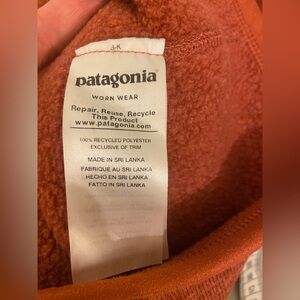 patagonia
WORN WEAR
Repair, Reuse, Recycle
This Product
www.patagonia.com
100% RECYCLED POLYESTER
EXCLUSIVE OF TRIM
MADE IN SRI LANKA
FABRIQUÉ AU SRI LANKA
HECHO EN SRI LANKA
FATTO IN SRI LANKA